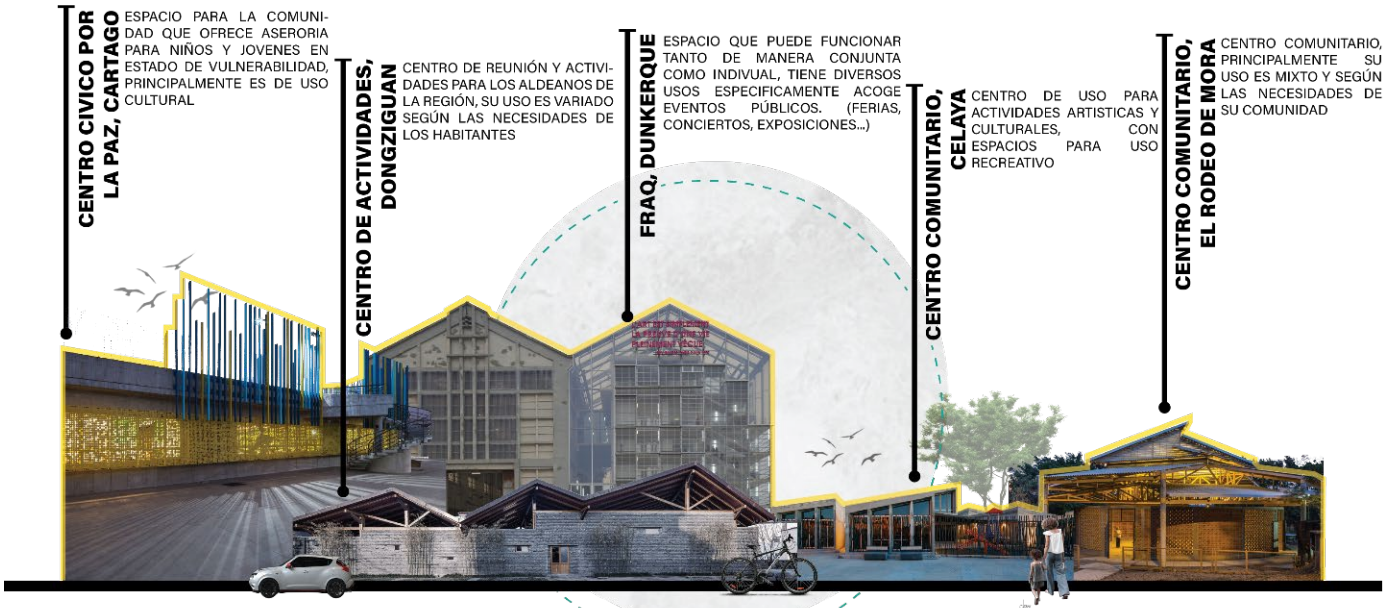 CENTRO CIVICO POR
LA PAZ, CARTAGO
ESPACIO PARA LA COMUNI-
DAD QUE OFRECE ASERORIA
PARA NIÑOS Y JOVENES EN
ESTADO DE VULNERABILIDAD,
PRINCIPALMENTE ES DE USO
CULTURAL
CENTRO DE ACTIVIDADES,
DONGZIGUAN
CENTRO DE REUNIÓN Y ACTIVI-
DADES PARA LOS ALDEANOS DE
LA REGIÓN, SU USO ES VARIADO
SEGÚN LAS NECESIDADES DE
LOS HABITANTES
FRAQ, DUNKERQUE
ESPACIO QUE PUEDE FUNCIONAR
TANTO DE MANERA CONJUNTA
COMO INDIVUAL, TIENE DIVERSOS
USOS ESPECIFICAMENTE ACOGE
EVENTOS PÚBLICOS. (FERIAS,
CONCIERTOS, EXPOSICIONES...)
CENTRO COMUNITARIO,
CELAYA
CENTRO DE USO PARA
ACTIVIDADES ARTISTICAS Y
CULTURALES, CON
ESPACIOS PARA USO
RECREATIVO
CENTRO COMUNITARIO,
EL RODEO DE MORA
CENTRO COMUNITARIO,
PRINCIPALMENTE SU
USO ES MIXTO Y SEGÚN
LAS NECESIDADES DE
SU COMUNIDAD